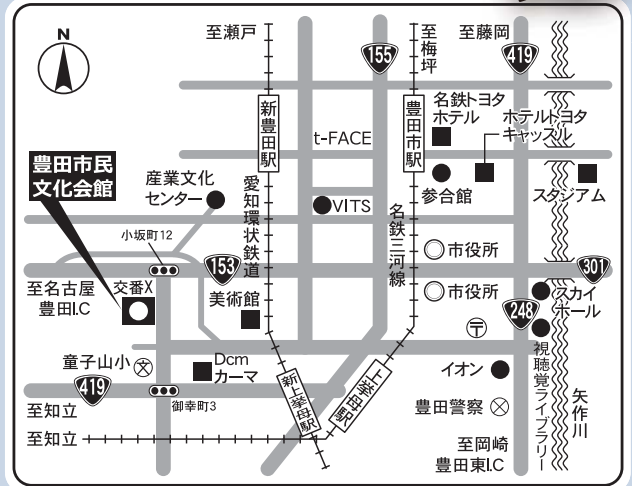 N
至瀬戸
155
至梅坪
至藤岡
419
新豊田駅
豊田市駅
名鉄トヨタ
ホテル
ホテルトヨタ
キャッスル
t-FACE
豊田市民
文化会館
産業文化
センター
愛知環状鉄道
VITS
名鉄三河線
参合館
スタジアム
小坂町12
153
市役所
301
至名古屋
豊田I.C
交番X
美術館
市役所
248
スカイ
ホール
〒
童子山小
文
Dcm
カーマ
新上挙母駅
上挙母駅
イオン
視聴覚ライブラリー
矢作川
419
至知立
御幸町3
豊田警察
至知立
至岡崎
豊田東I.C